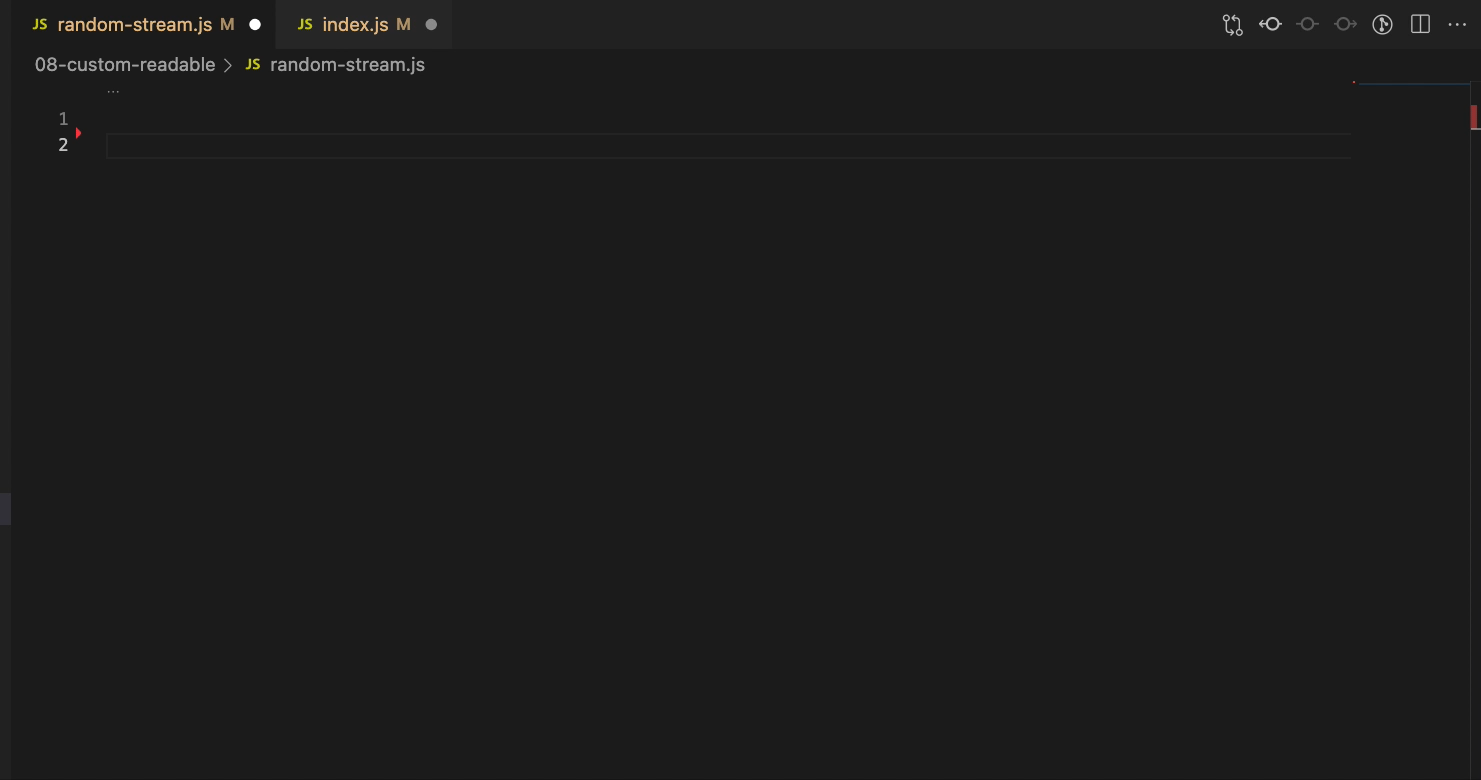 JS random-stream.js M JS index.js M
08-custom-readable > JS random-stream.js
...
1
2